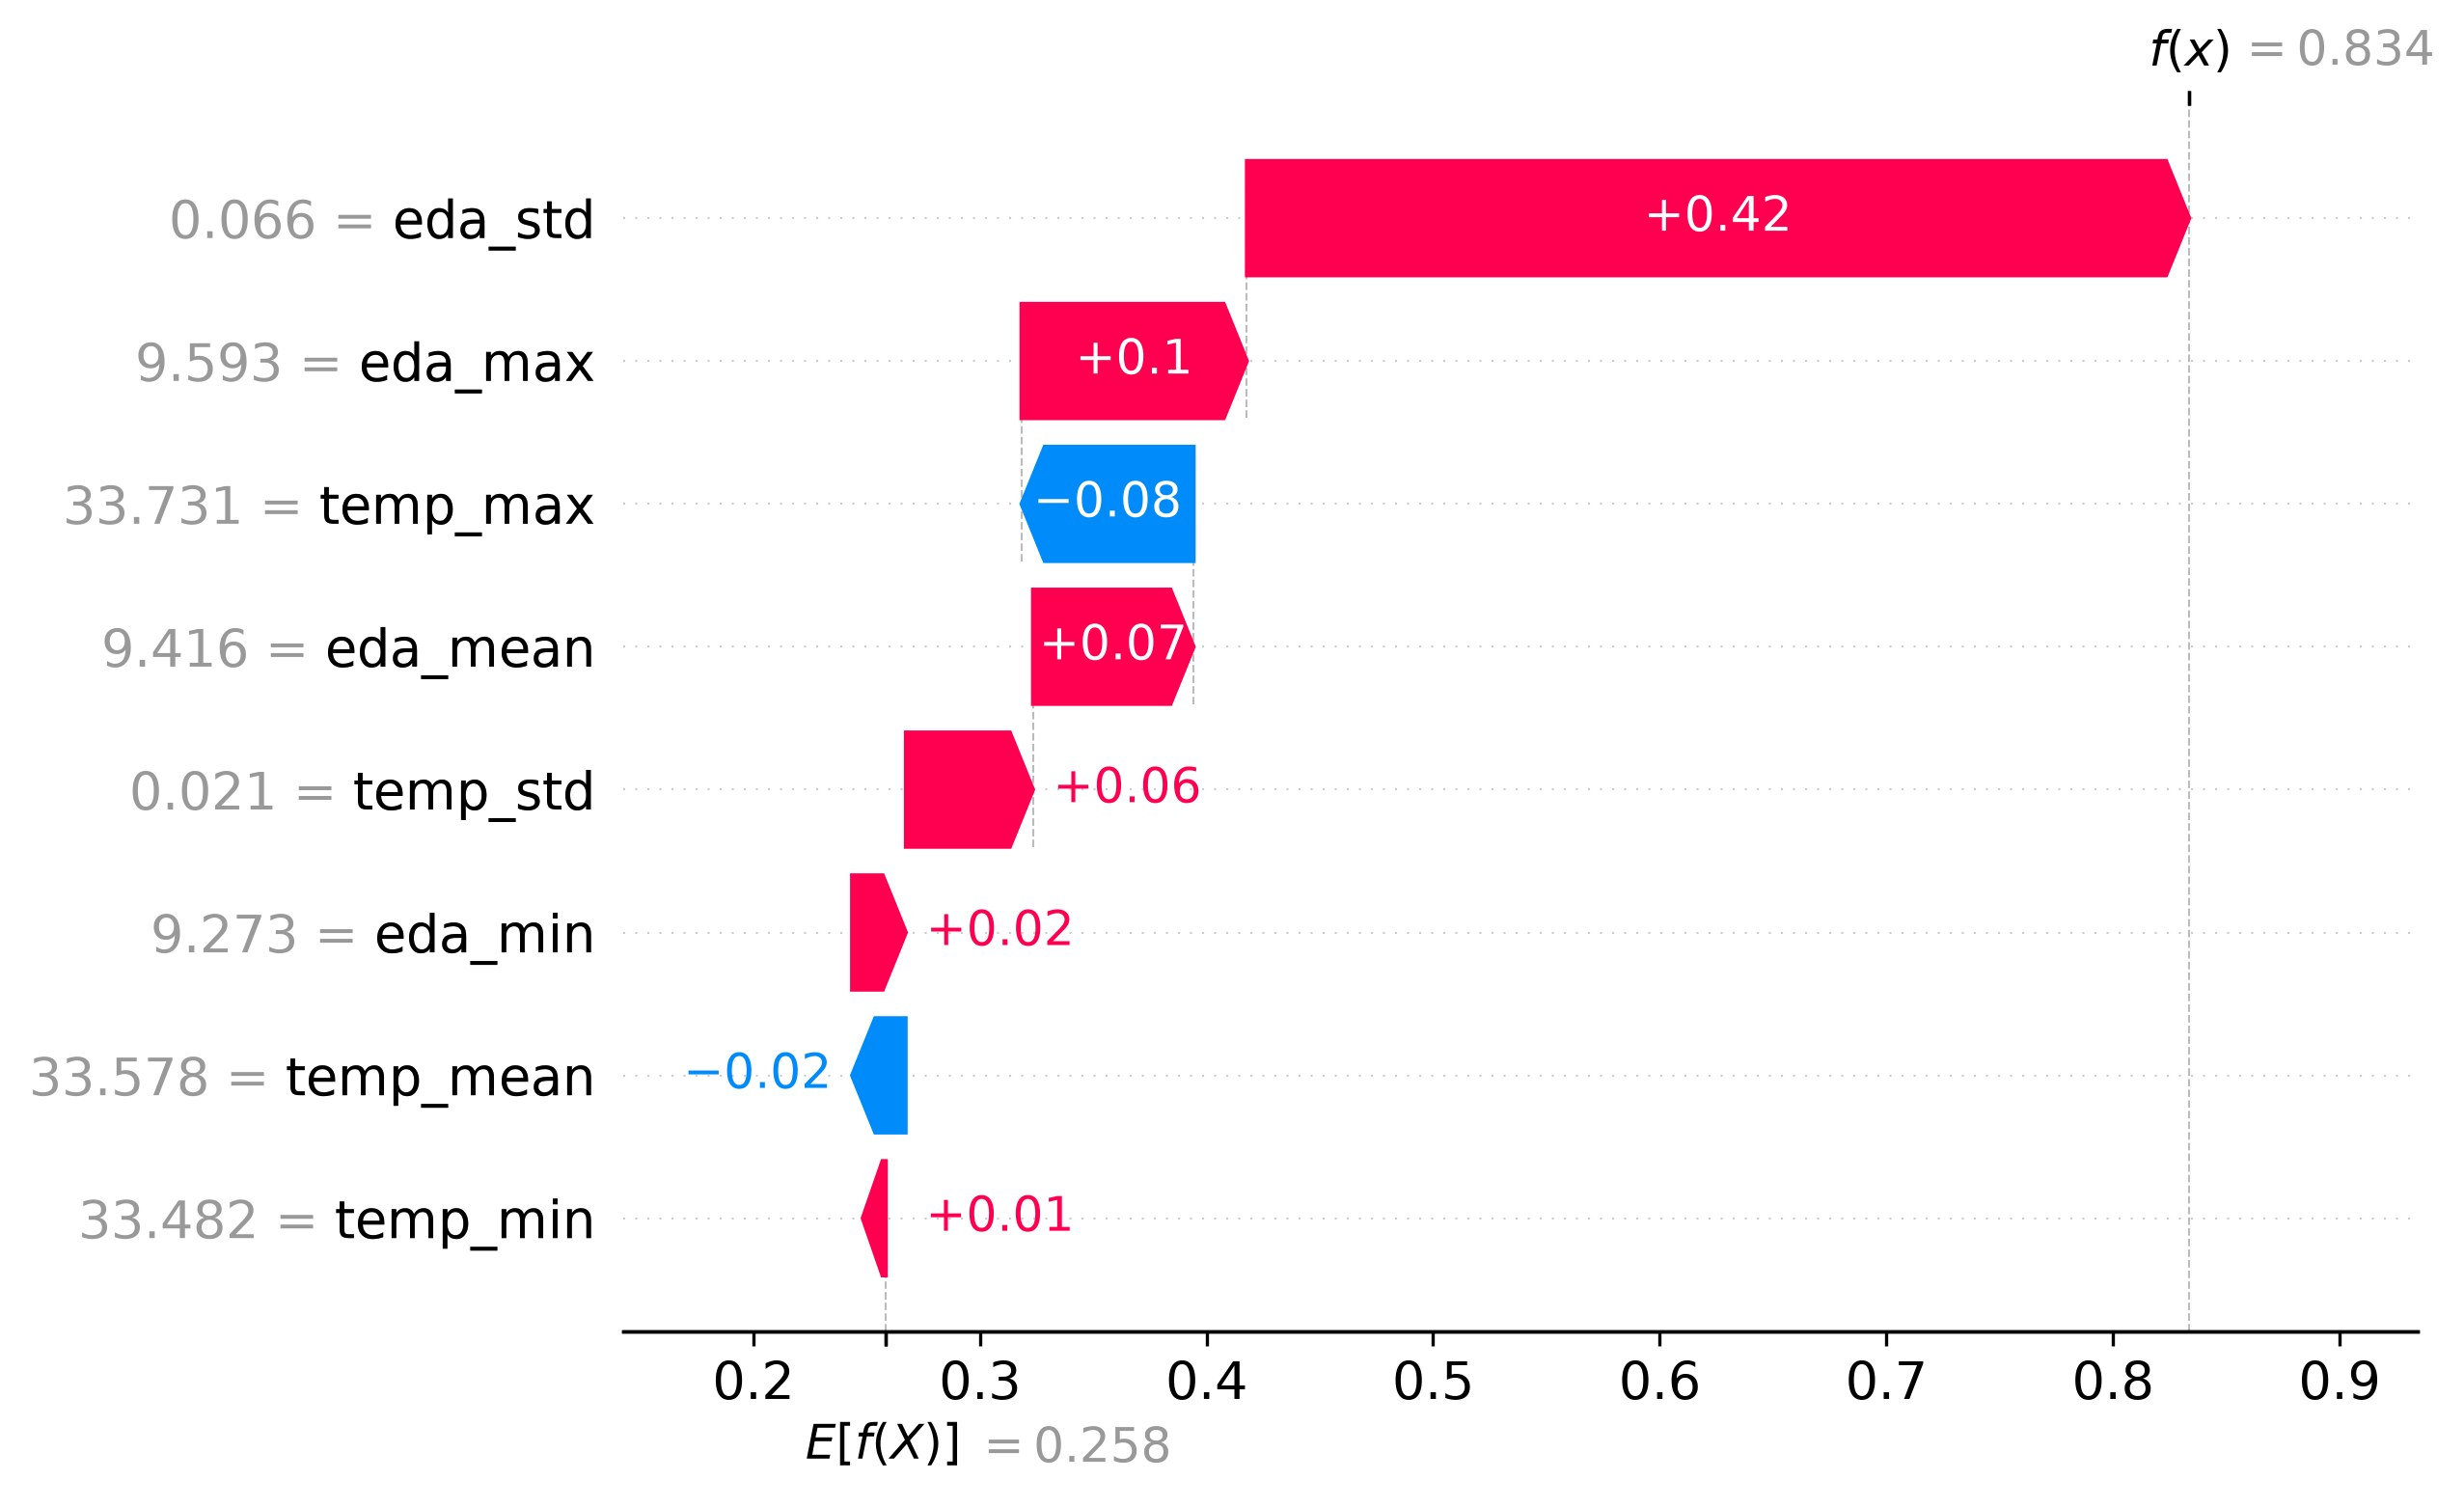 f(x) = 0.834
0.066 = eda_std +0.42
9.593 = eda_max +0.1
33.731 = temp_max −0.08
9.416 = eda_mean +0.07
0.021 = temp_std +0.06
9.273 = eda_min +0.02
33.578 = temp_mean −0.02
33.482 = temp_min +0.01
0.2 0.3 0.4 0.5 0.6 0.7 0.8 0.9
E[f(X)] = 0.258